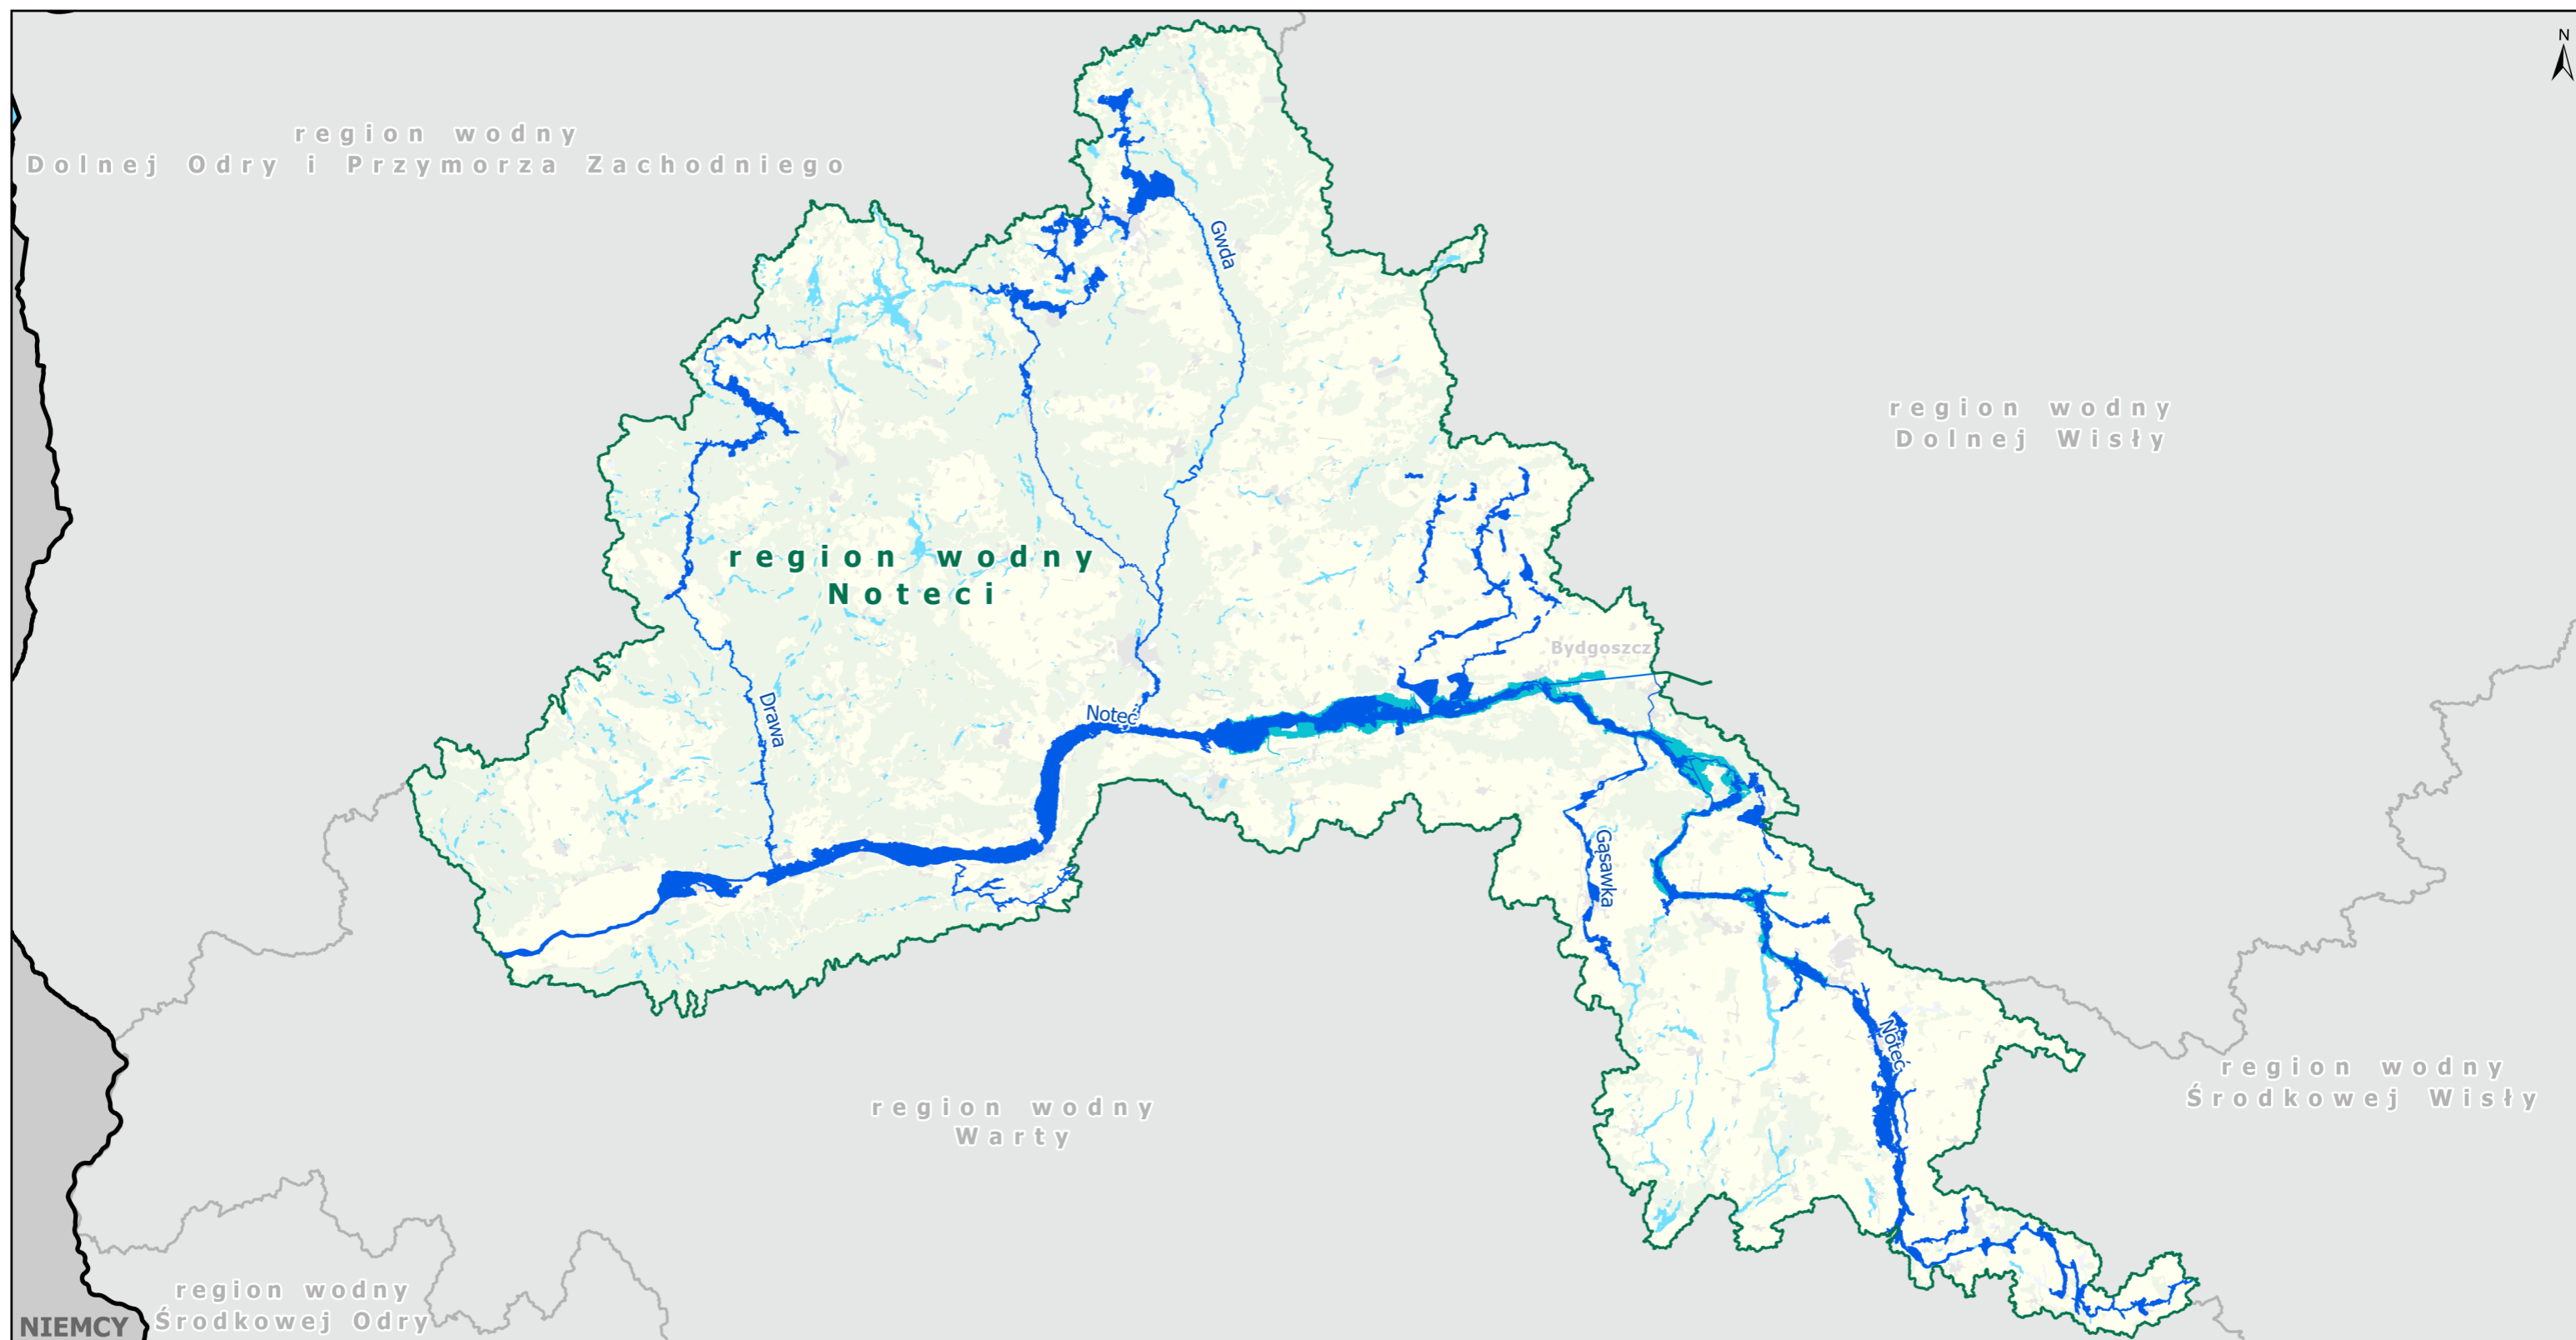 N
region wodny
Dolnej Odry i Przymorza Zachodniego
Gwda
region wodny
Dolnej Wisły
region wodny
Noteci
Bydgoszcz
Drawa
Noteć
Gąsawka
Noteć
region wodny
Środkowej Wisły
region wodny
Warty
region wodny
Środkowej Odry
NIEMCY